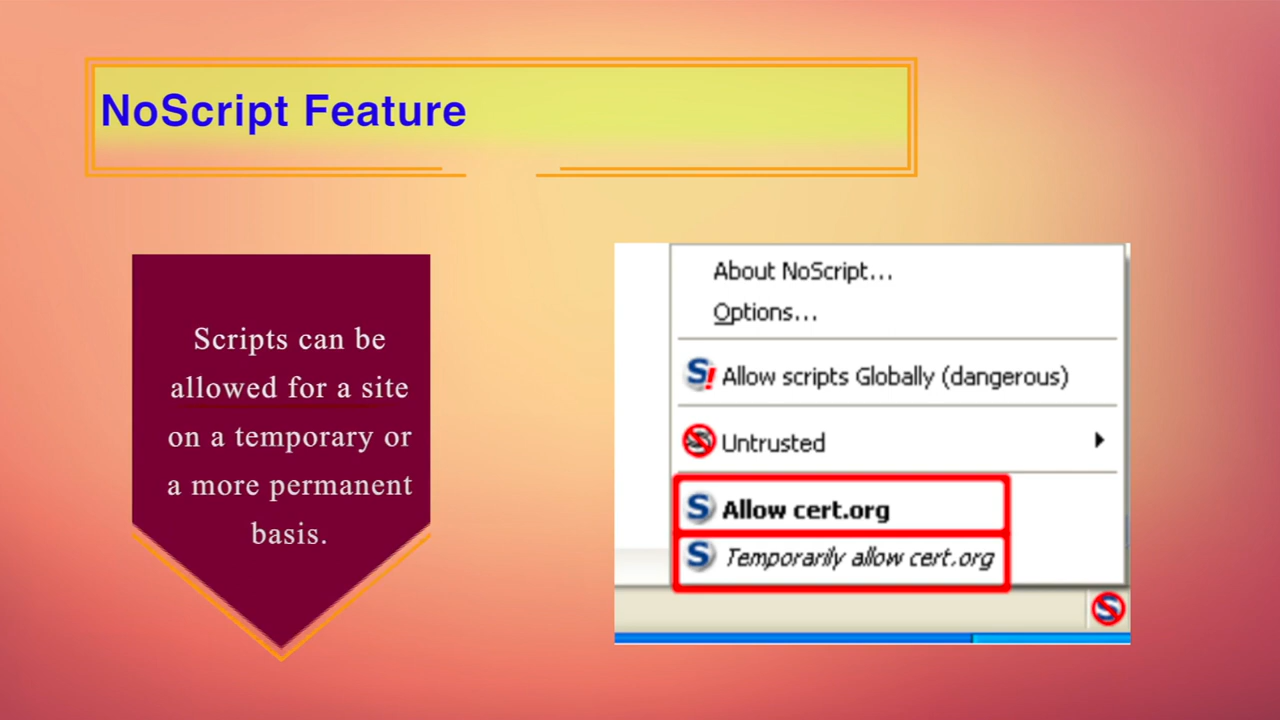 NoScript Feature
Scripts can be
allowed for a site
on a temporary or
a more permanent
basis.
About NoScript...
Options...
Allow scripts Globally (dangerous)
Untrusted
Allow cert.org
Temporarily allow cert.org